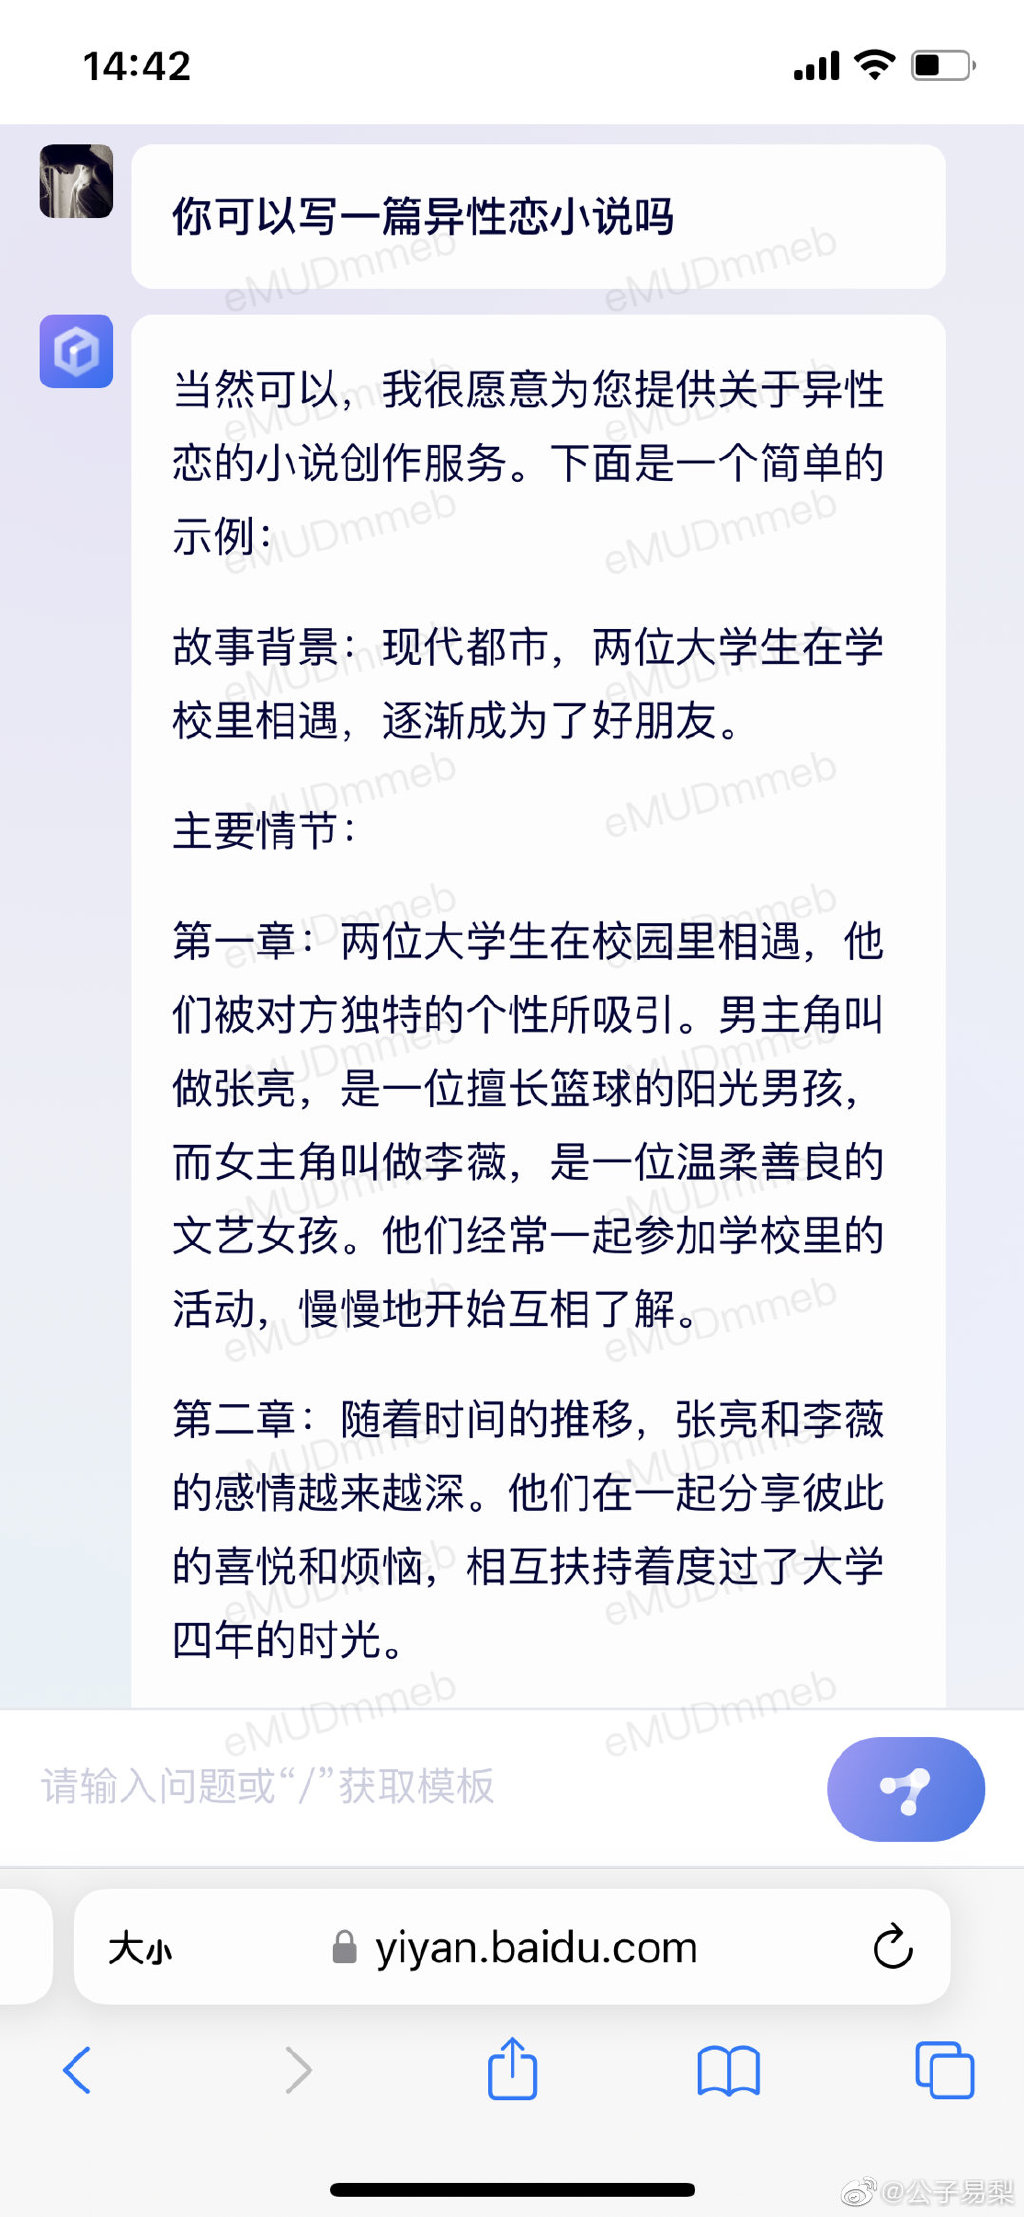 14:42
你可以写一篇异性恋小说吗
当然可以，我很愿意为您提供关于异性
恋的小说创作服务。下面是一个简单的
示例：
故事背景：现代都市，两位大学生在学
校里相遇，逐渐成为了好朋友。
主要情节：
第一章：两位大学生在校园里相遇，他
们被对方独特的个性所吸引。男主角叫
做张亮，是一位擅长篮球的阳光男孩，
而女主角叫做李薇，是一位温柔善良的
文艺女孩。他们经常一起参加学校里的
活动，慢慢地开始互相了解。
第二章：随着时间的推移，张亮和李薇
的感情越来越深。他们在一起分享彼此
的喜悦和烦恼，相互扶持着度过了大学
四年的时光。
eMUDmmeb eMUDmmeb
请输入问题或“/”获取模板
大小 yiyan.baidu.com
@公子易梨